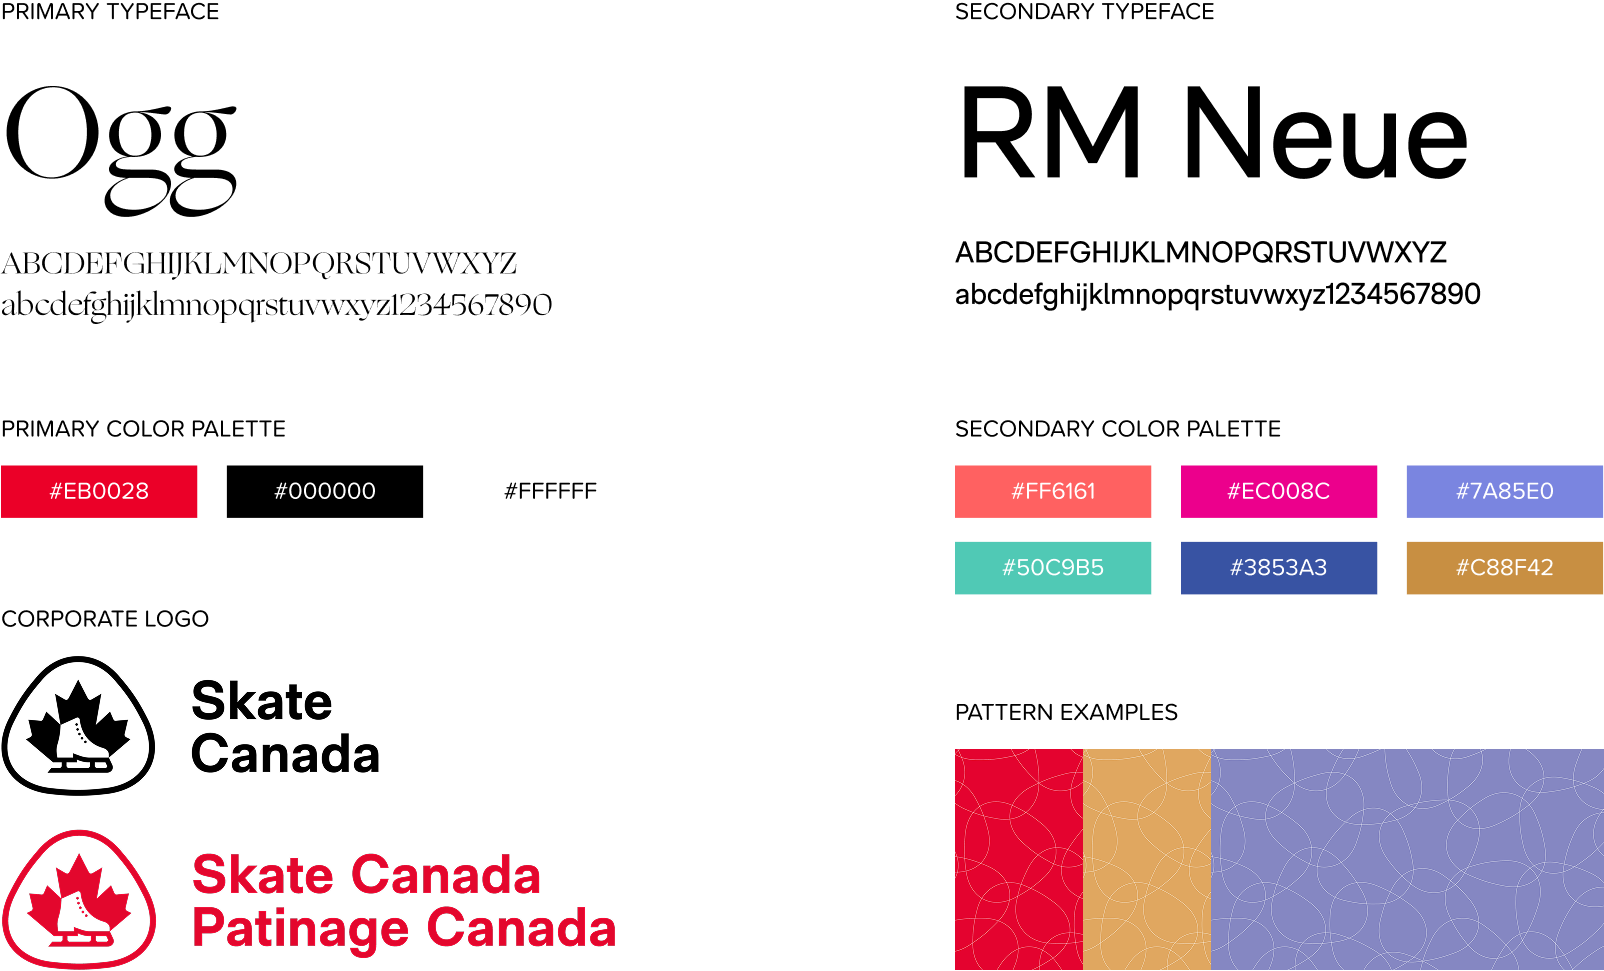 PRIMARY TYPEFACE
Ogg
ABCDEFGHIJKLMNOPQRSTUVWXYZ
abcdefghijklmnopqrstuvwxyz1234567890
SECONDARY TYPEFACE
RM Neue
ABCDEFGHIJKLMNOPQRSTUVWXYZ
abcdefghijklmnopqrstuvwxyz1234567890
PRIMARY COLOR PALETTE
#EB0028 #000000 #FFFFFF
SECONDARY COLOR PALETTE
#FF6161 #EC008C #7A85E0
#50C9B5 #3853A3 #C88F42
CORPORATE LOGO
Skate
Canada
Skate Canada
Patinage Canada
PATTERN EXAMPLES